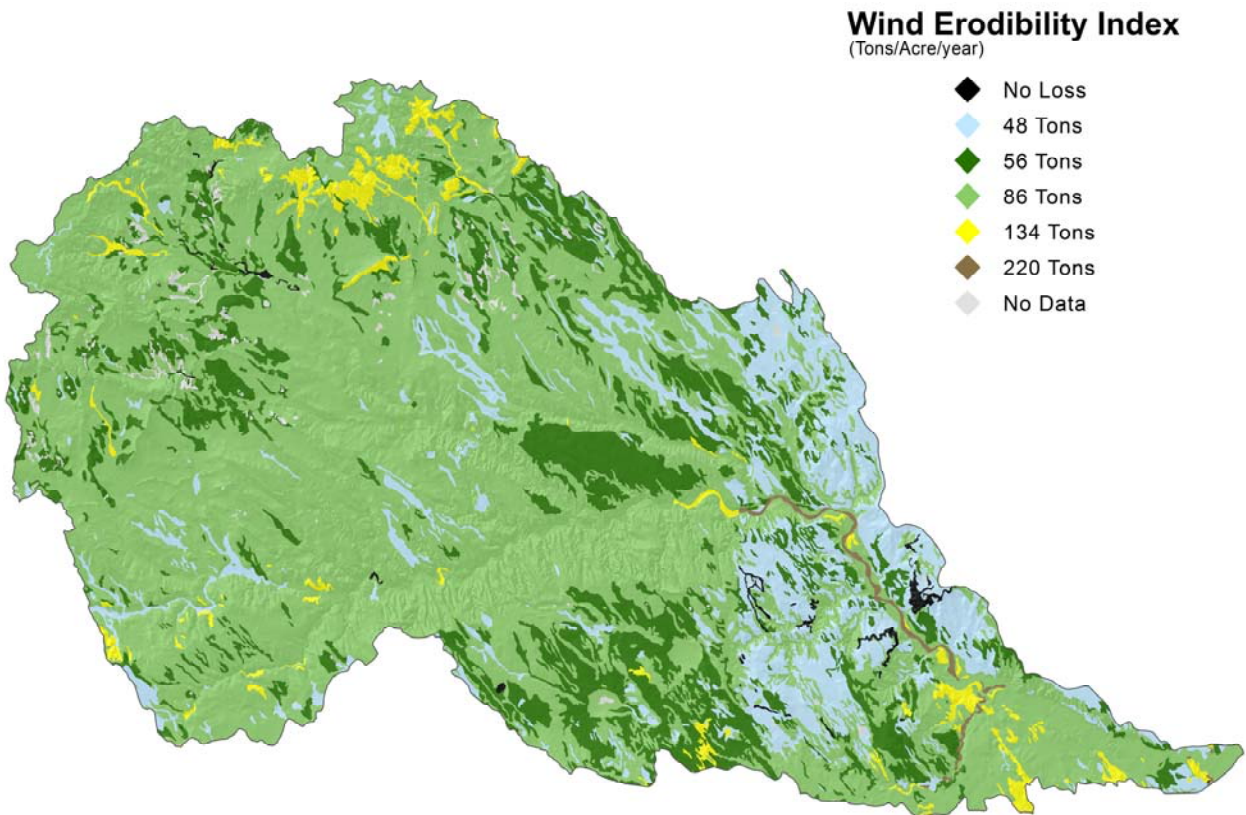 Wind Erodibility Index
(Tons/Acre/year)
No Loss
48 Tons
56 Tons
86 Tons
134 Tons
220 Tons
No Data